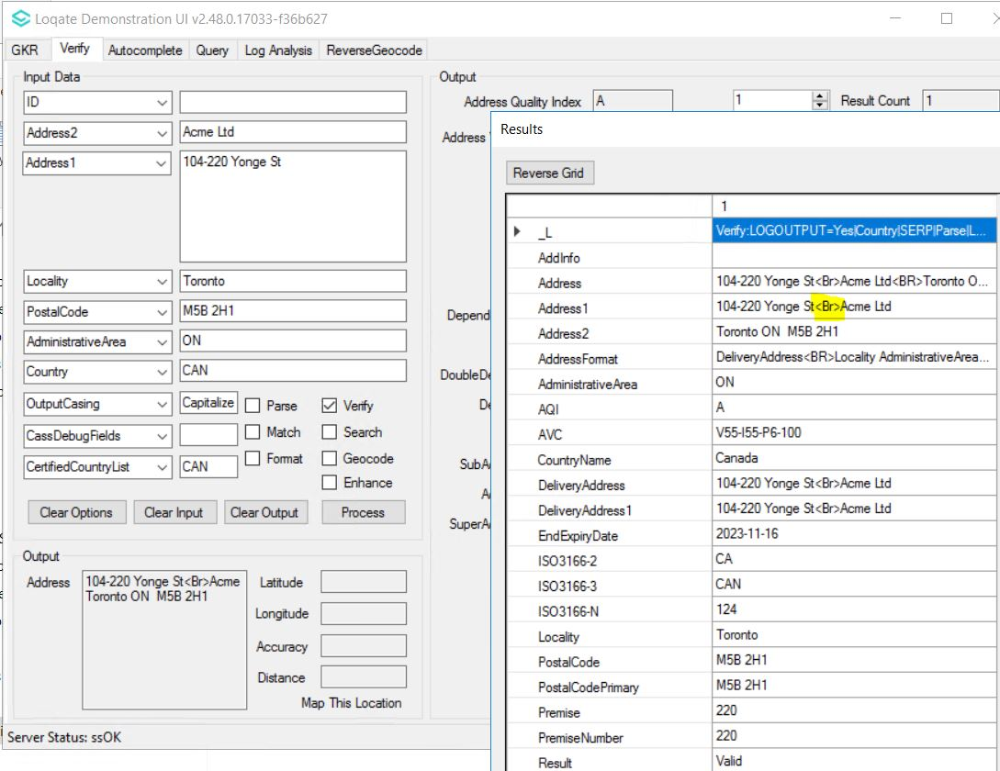 Loqate Demonstration UI v2.48.0.17033-f36b627
GKR Verify Autocomplete Query Log Analysis ReverseGeocode
Input Data
ID
Address2 Acme Ltd
Address1 104-220 Yonge St
Locality Toronto
PostalCode M5B 2H1
AdministrativeArea ON
Country CAN
OutputCasing Capitalize Parse Verify
CassDebugFields Match Search
CertifiedCountryList CAN Format Geocode
Enhance
Clear Options Clear Input Clear Output Process
Output
Address 104-220 Yonge St<Br>Acme
Toronto ON M5B 2H1
Latitude
Longitude
Accuracy
Distance
Map This Location
Server Status: ssOK
Output
Address Quality Index A 1 Result Count 1
Address
Depend
DoubleDe
De
SubA
A
SuperA
Results
Reverse Grid
1
_L Verify:LOGOUTPUT=Yes|Country|SERP|Parse|L...
AddInfo
Address 104-220 Yonge St<Br>Acme Ltd<BR>Toronto O...
Address1 104-220 Yonge St<Br>Acme Ltd
Address2 Toronto ON M5B 2H1
AddressFormat DeliveryAddress<BR>Locality AdministrativeArea...
AdministrativeArea ON
AQI A
AVC V55-I55-P6-100
CountryName Canada
DeliveryAddress 104-220 Yonge St<Br>Acme Ltd
DeliveryAddress1 104-220 Yonge St<Br>Acme Ltd
EndExpiryDate 2023-11-16
ISO3166-2 CA
ISO3166-3 CAN
ISO3166-N 124
Locality Toronto
PostalCode M5B 2H1
PostalCodePrimary M5B 2H1
Premise 220
PremiseNumber 220
Result Valid